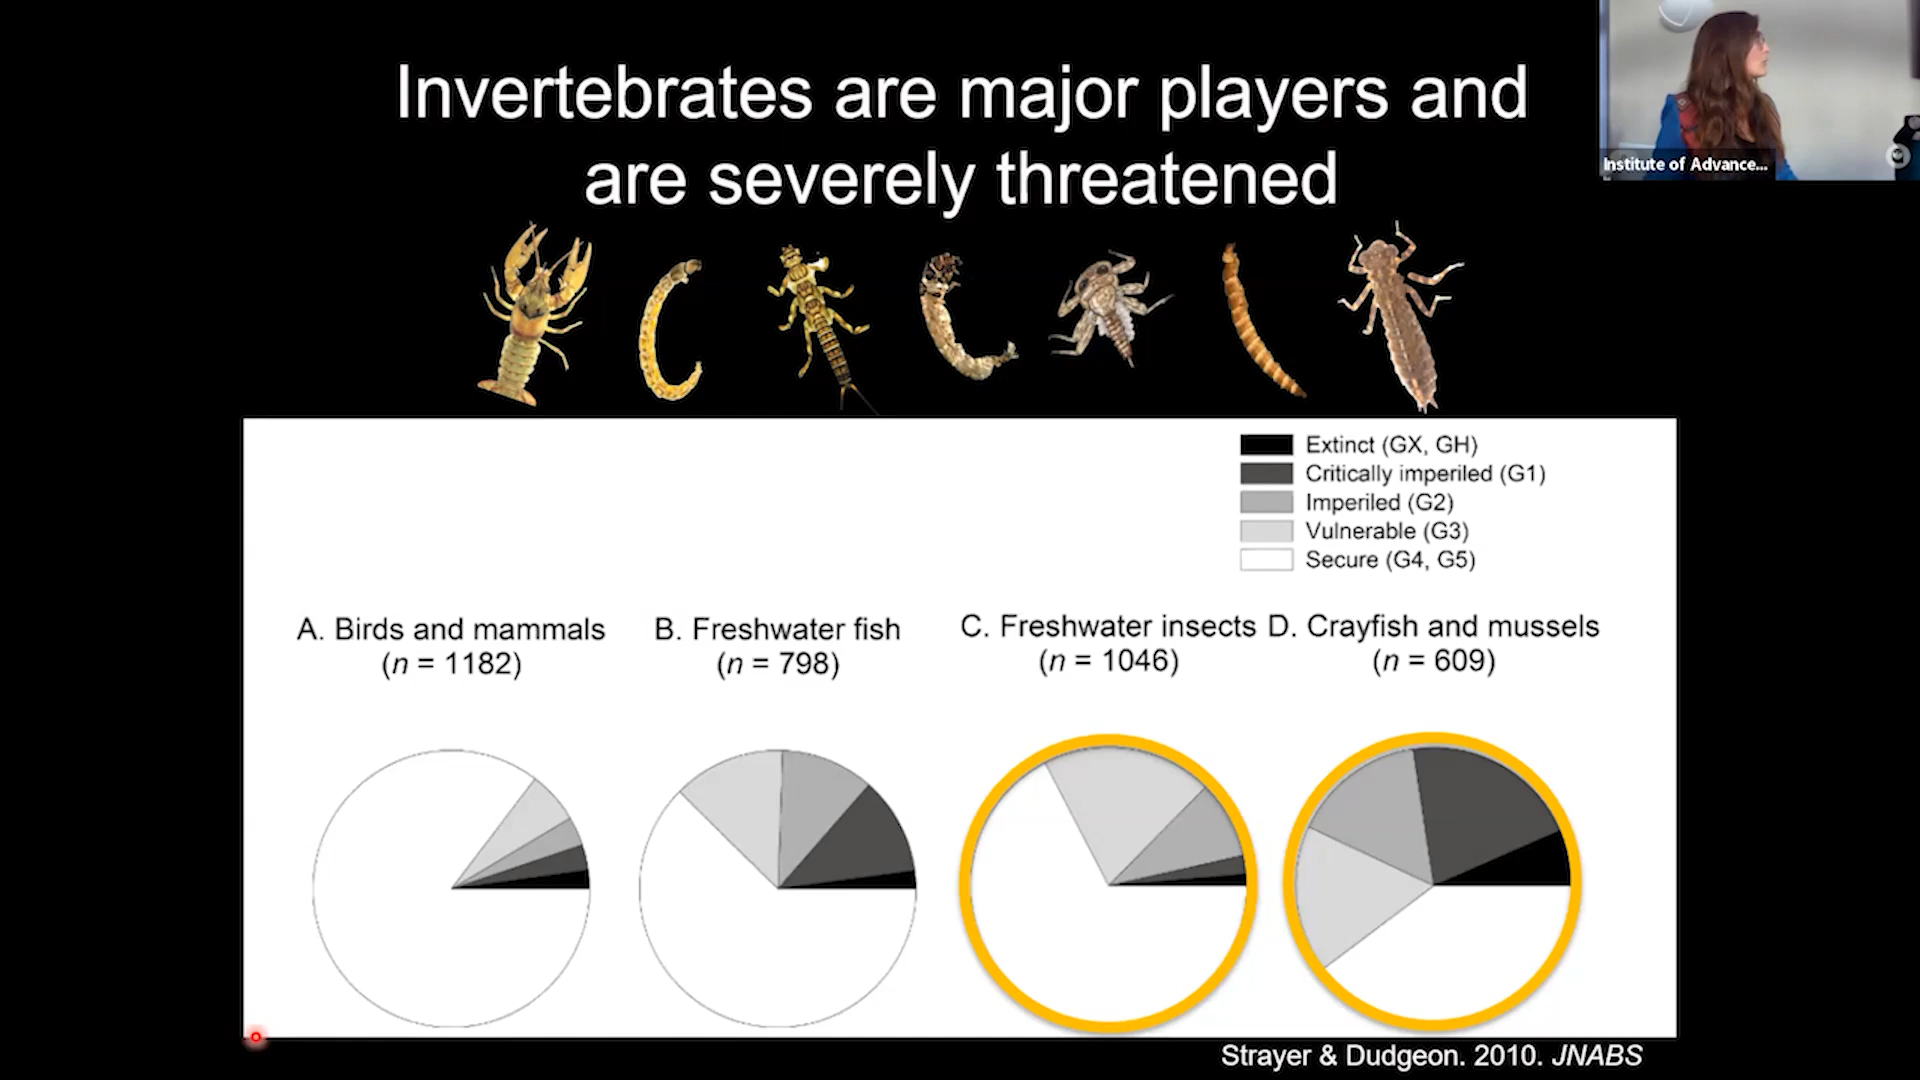 Invertebrates are major players and
are severely threatened
Institute of Advance...
Extinct (GX, GH)
Critically imperiled (G1)
Imperiled (G2)
Vulnerable (G3)
Secure (G4, G5)
A. Birds and mammals
(n = 1182)
B. Freshwater fish
(n = 798)
C. Freshwater insects
(n = 1046)
D. Crayfish and mussels
(n = 609)
Strayer & Dudgeon. 2010. JNABS